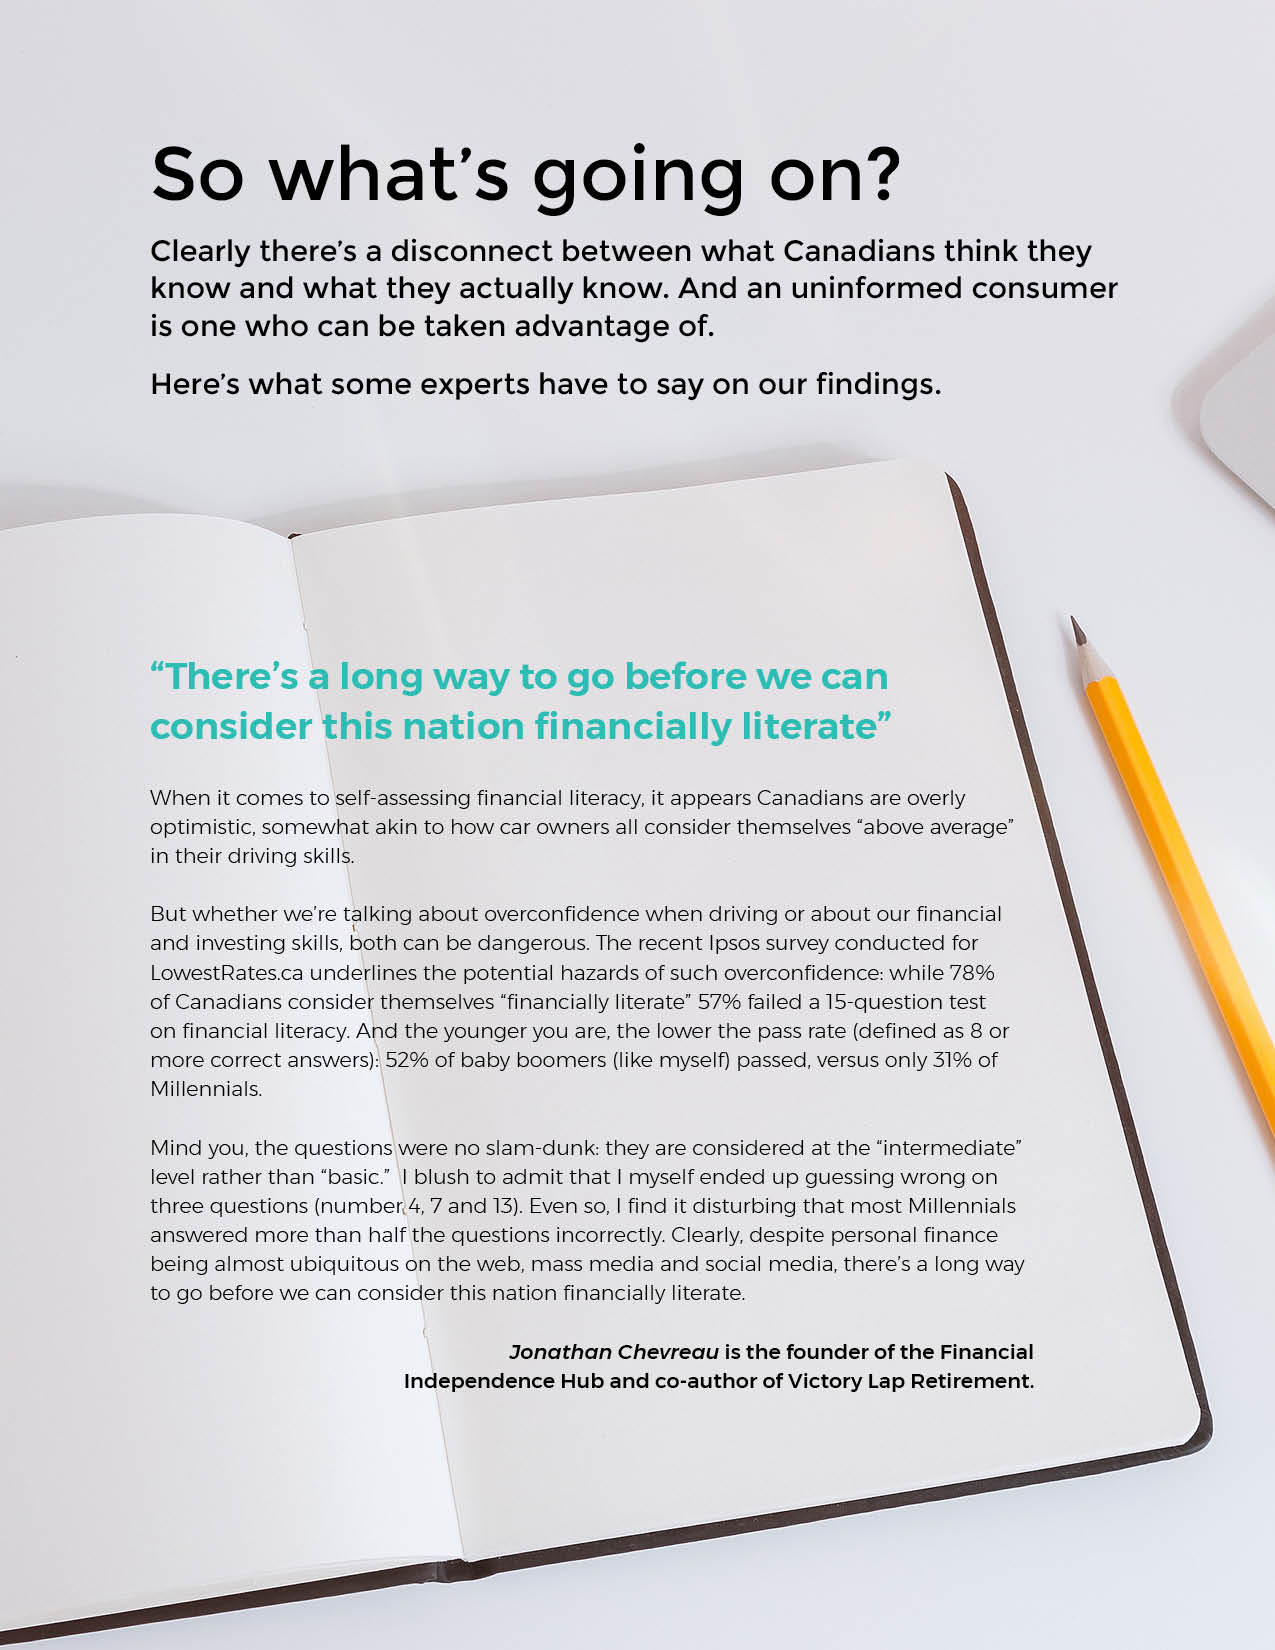 So what’s going on?
Clearly there’s a disconnect between what Canadians think they
know and what they actually know. And an uninformed consumer
is one who can be taken advantage of.
Here’s what some experts have to say on our findings.
“There’s a long way to go before we can
consider this nation financially literate”
When it comes to self-assessing financial literacy, it appears Canadians are overly
optimistic, somewhat akin to how car owners all consider themselves “above average”
in their driving skills.
But whether we’re talking about overconfidence when driving or about our financial
and investing skills, both can be dangerous. The recent Ipsos survey conducted for
LowestRates.ca underlines the potential hazards of such overconfidence: while 78%
of Canadians consider themselves “financially literate” 57% failed a 15-question test
on financial literacy. And the younger you are, the lower the pass rate (defined as 8 or
more correct answers): 52% of baby boomers (like myself) passed, versus only 31% of
Millennials.
Mind you, the questions were no slam-dunk: they are considered at the “intermediate”
level rather than “basic.”  I blush to admit that I myself ended up guessing wrong on
three questions (number 4, 7 and 13). Even so, I find it disturbing that most Millennials
answered more than half the questions incorrectly. Clearly, despite personal finance
being almost ubiquitous on the web, mass media and social media, there’s a long way
to go before we can consider this nation financially literate.
Jonathan Chevreau is the founder of the Financial
Independence Hub and co-author of Victory Lap Retirement.